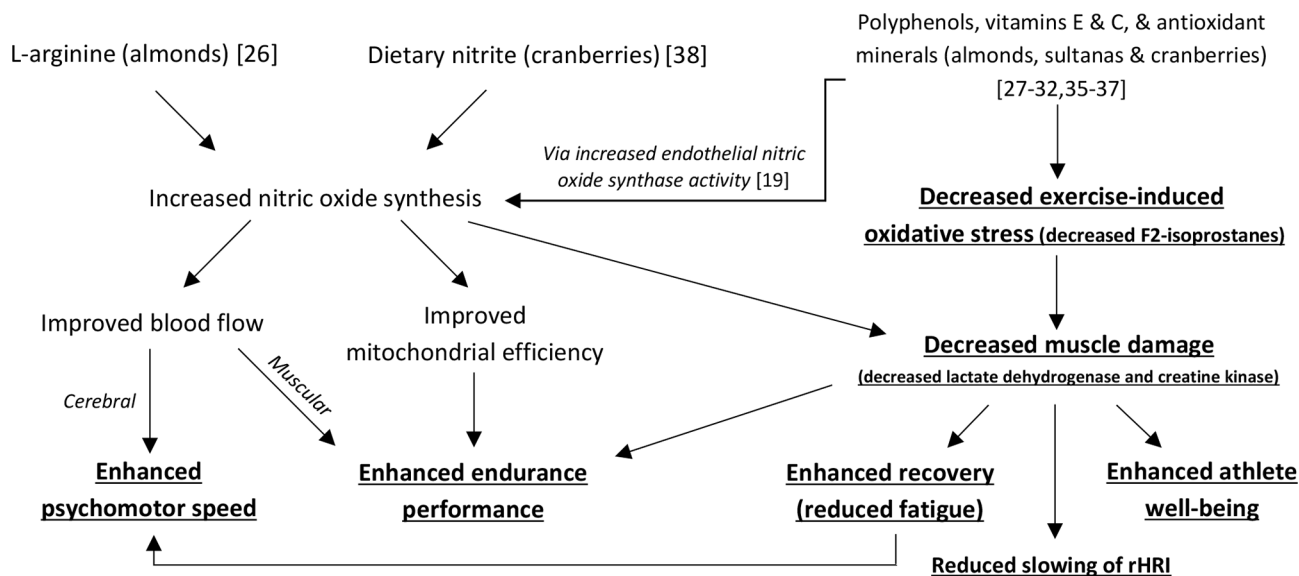 L-arginine (almonds) [26]
Dietary nitrite (cranberries) [38]
Polyphenols, vitamins E & C, & antioxidant
minerals (almonds, sultanas & cranberries)
[27-32,35-37]
Via increased endothelial nitric
oxide synthase activity [19]
Increased nitric oxide synthesis
Decreased exercise-induced
oxidative stress (decreased F2-isoprostanes)
Improved blood flow
Improved
mitochondrial efficiency
Decreased muscle damage
(decreased lactate dehydrogenase and creatine kinase)
Cerebral
Muscular
Enhanced
psychomotor speed
Enhanced endurance
performance
Enhanced recovery
(reduced fatigue)
Enhanced athlete
well-being
Reduced slowing of rHRI